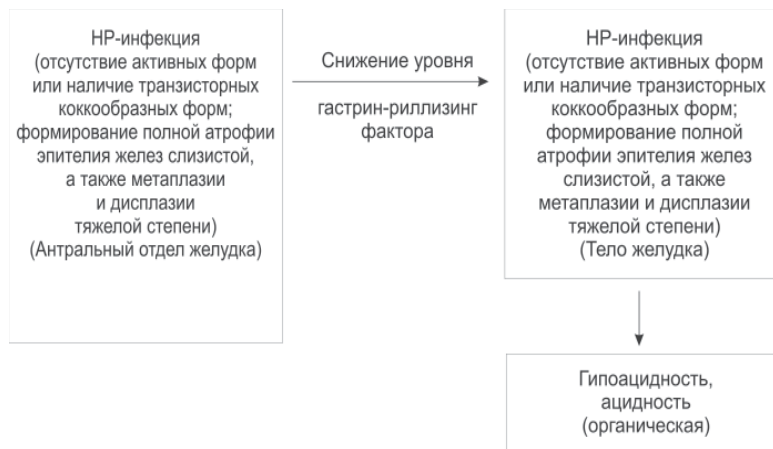 НР-инфекция
(отсутствие активных форм
или наличие транзисторных
коккообразных форм;
формирование полной атрофии
эпителия желез слизистой,
а также метаплазии
и дисплазии
тяжелой степени)
(Антральный отдел желудка)
Снижение уровня
гастрин-риллизинг
фактора
НР-инфекция
(отсутствие активных форм
или наличие транзисторных
коккообразных форм;
формирование полной
атрофии эпителия желез
слизистой, а также
метаплазии и дисплазии
тяжелой степени)
(Тело желудка)
Гипоацидность,
ацидность
(органическая)